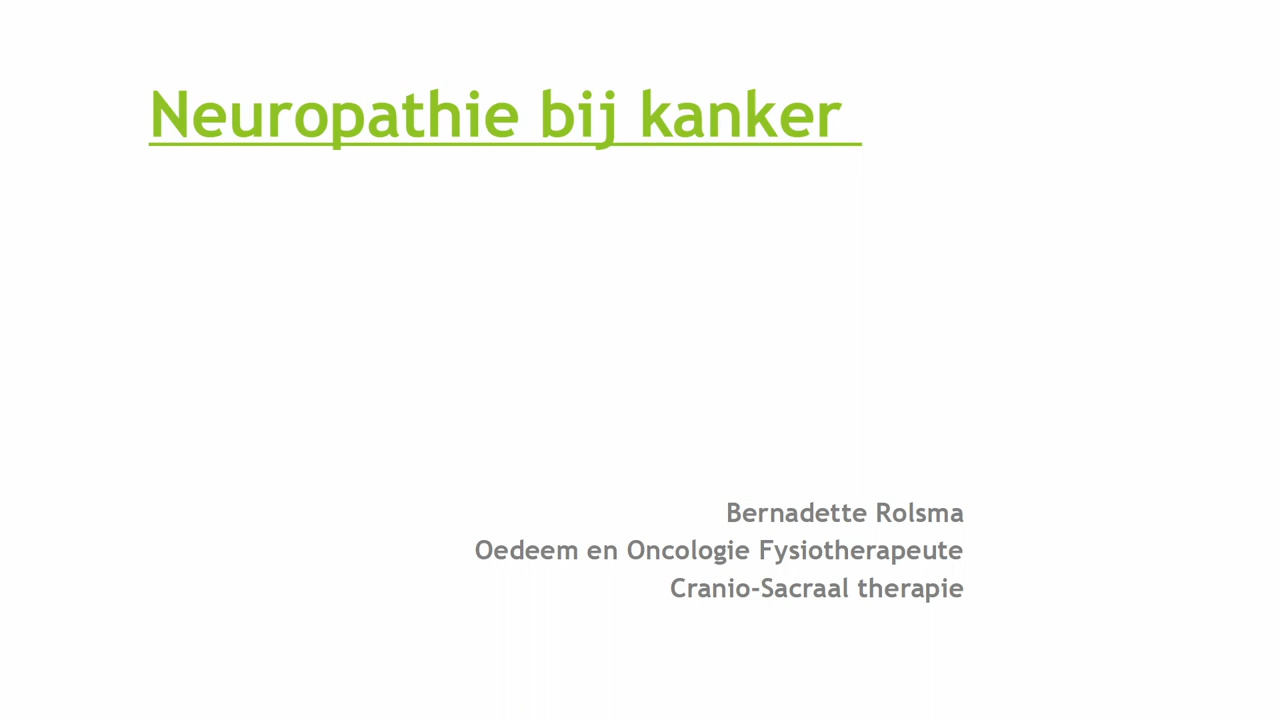 Neuropathie bij kanker
Bernadette Rolsma
Oedeem en Oncologie Fysiotherapeute
Cranio-Sacraal therapie